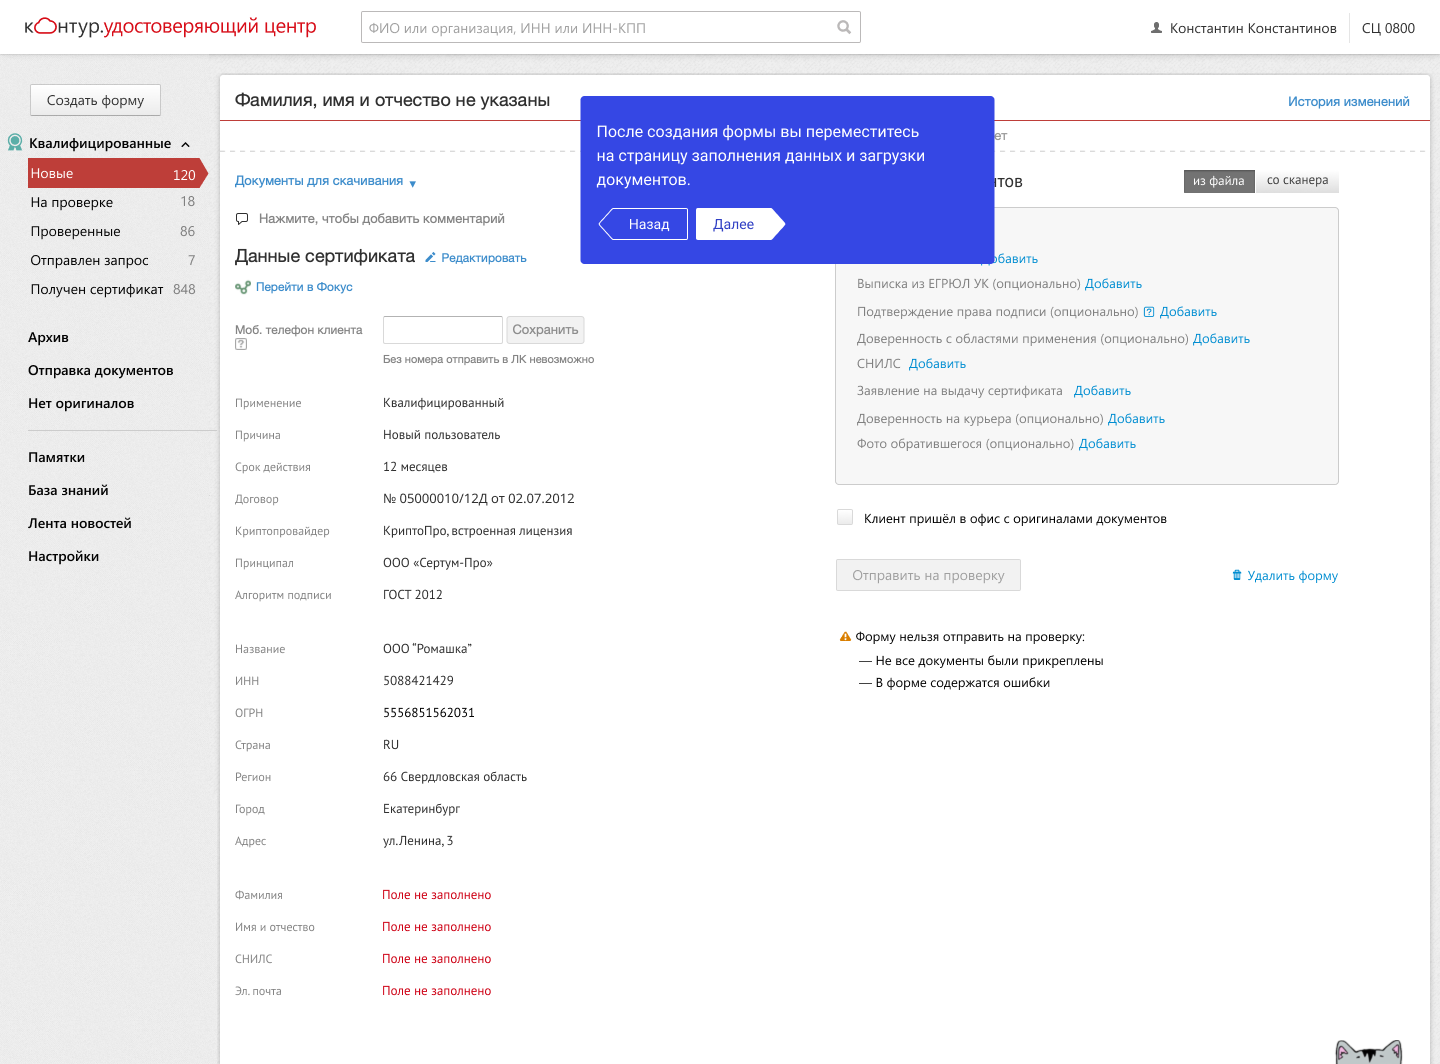 контур.удостоверяющий центр
ФИО или организация, ИНН или ИНН-КПП
Константин Константинов
СЦ 0800
Создать форму
Квалифицированные
Новые 120
На проверке 18
Проверенные 86
Отправлен запрос 7
Получен сертификат 848
Архив
Отправка документов
Нет оригиналов
Памятки
База знаний
Лента новостей
Настройки
Фамилия, имя и отчество не указаны
История изменений
После создания формы вы переместитесь
на страницу заполнения данных и загрузки
документов.
Назад
Далее
Документы для скачивания
Нажмите, чтобы добавить комментарий
Данные сертификата
Редактировать
Перейти в Фокус
Моб. телефон клиента
?
Сохранить
Без номера отправить в ЛК невозможно
Применение Квалифицированный
Причина Новый пользователь
Срок действия 12 месяцев
Договор № 05000010/12Д от 02.07.2012
Криптопровайдер КриптоПро, встроенная лицензия
Принципал ООО «Сертум-Про»
Алгоритм подписи ГОСТ 2012
Название ООО “Ромашка”
ИНН 5088421429
ОГРН 5556851562031
Страна RU
Регион 66 Свердловская область
Город Екатеринбург
Адрес ул.Ленина, 3
Фамилия Поле не заполнено
Имя и отчество Поле не заполнено
СНИЛС Поле не заполнено
Эл. почта Поле не заполнено
из файла
со сканера
Выписка из ЕГРЮЛ УК (опционально) Добавить
Подтверждение права подписи (опционально) ? Добавить
Доверенность с областями применения (опционально) Добавить
СНИЛС Добавить
Заявление на выдачу сертификата Добавить
Доверенность на курьера (опционально) Добавить
Фото обратившегося (опционально) Добавить
Клиент пришёл в офис с оригиналами документов
Отправить на проверку
Удалить форму
Форму нельзя отправить на проверку:
— Не все документы были прикреплены
— В форме содержатся ошибки